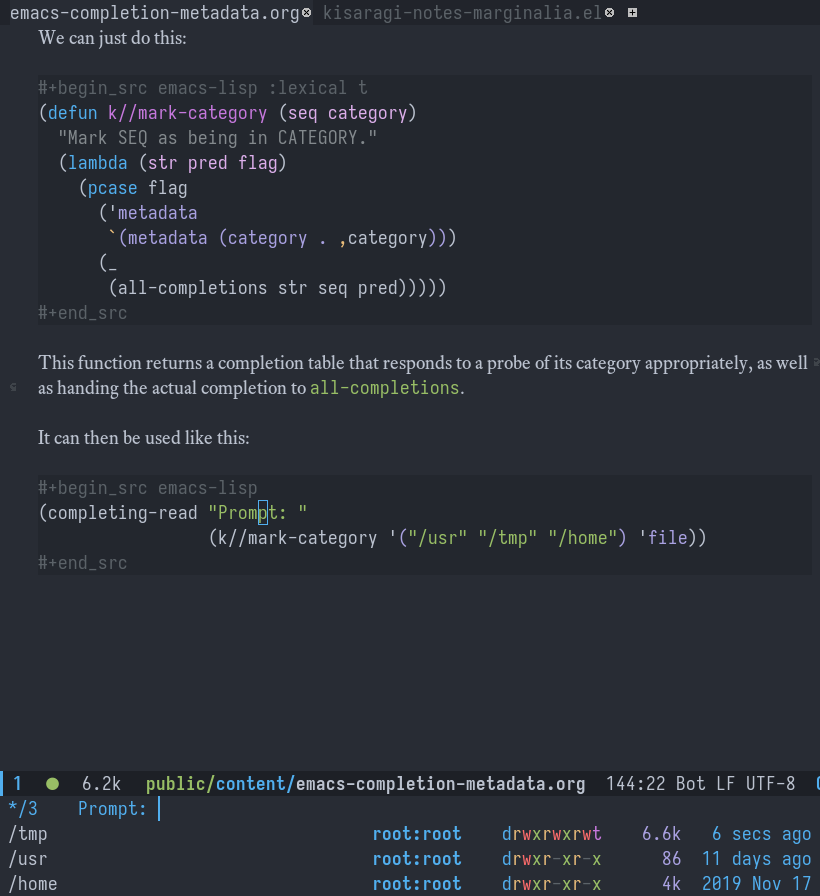 emacs-completion-metadata.org kisaragi-notes-marginalia.el
We can just do this:
#+begin_src emacs-lisp :lexical t
(defun k//mark-category (seq category)
"Mark SEQ as being in CATEGORY."
(lambda (str pred flag)
(pcase flag
('metadata
`(metadata (category . ,category)))
(_
(all-completions str seq pred)))))
#+end_src
This function returns a completion table that responds to a probe of its category appropriately, as well
as handing the actual completion to all-completions.
It can then be used like this:
#+begin_src emacs-lisp
(completing-read "Prompt: "
(k//mark-category '("/usr" "/tmp" "/home") 'file))
#+end_src
1 6.2k public/content/emacs-completion-metadata.org 144:22 Bot LF UTF-8
*/3 Prompt:
/tmp root:root drwxrwxrwt 6.6k 6 secs ago
/usr root:root drwxr-xr-x 86 11 days ago
/home root:root drwxr-xr-x 4k 2019 Nov 17